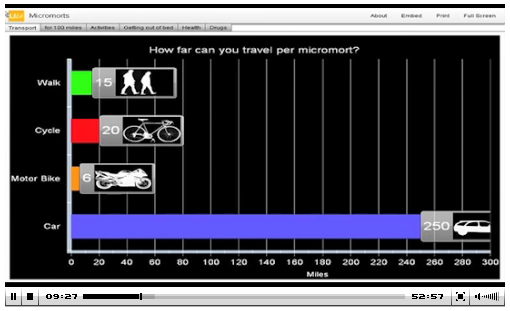 Micromorts About Embed Print Full Screen
Transport for 100 miles Activities Getting out of bed Health Drugs
How far can you travel per micromort?
Walk 15
Cycle 20
Motor Bike 6
Car 250
0 20 40 60 80 100 120 140 160 180 200 220 240 260 280 300
Miles
09:27 52:57